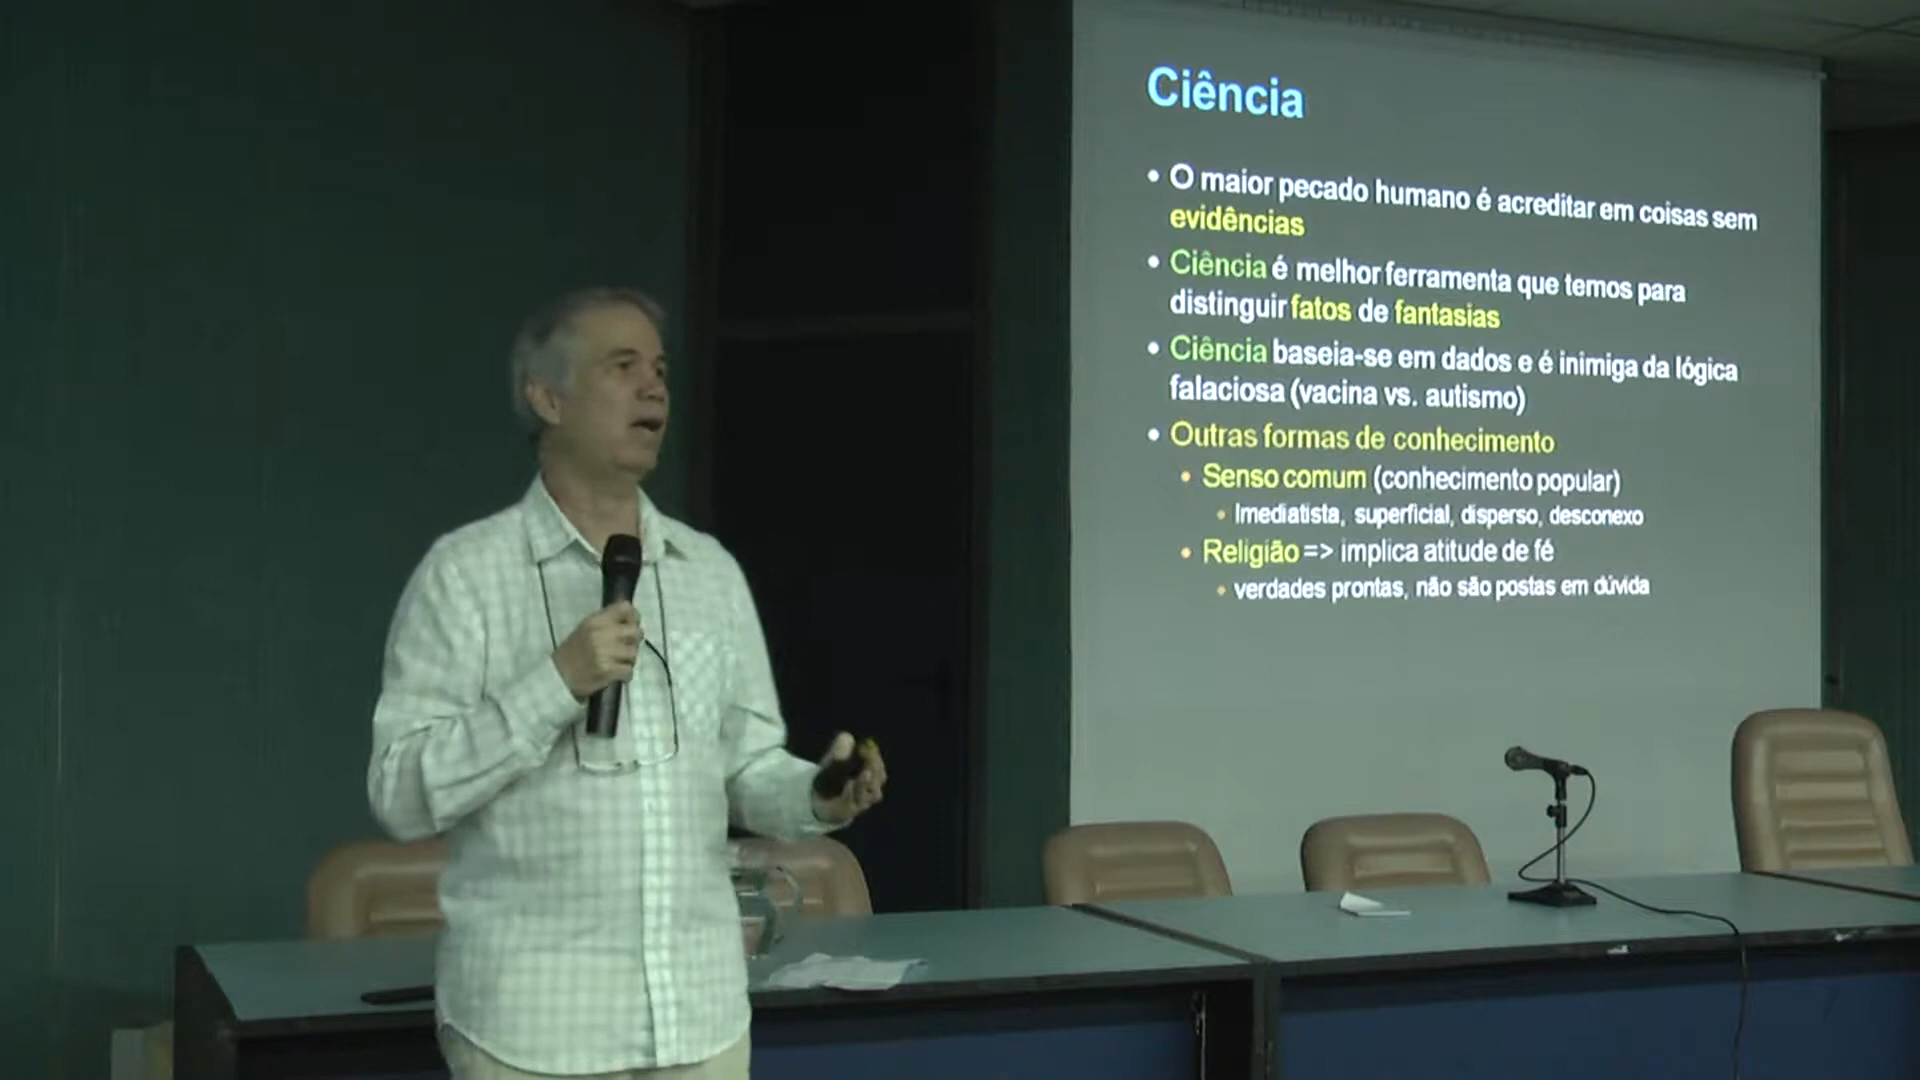 Ciência
• O maior pecado humano é acreditar em coisas sem
evidências
• Ciência é melhor ferramenta que temos para
distinguir fatos de fantasias
• Ciência baseia-se em dados e é inimiga da lógica
falaciosa (vacina vs. autismo)
• Outras formas de conhecimento
• Senso comum (conhecimento popular)
• Imediatista, superficial, disperso, desconexo
• Religião => implica atitude de fé
• verdades prontas, não são postas em dúvida